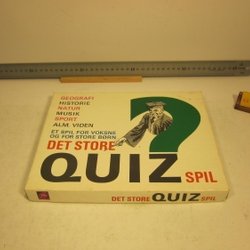 GEOGRAFI
HISTORIE
NATUR
MUSIK
SPORT
ALM. VIDEN
ET SPIL FOR VOKSNE
OG FOR STORE BØRN
DET STORE
QUIZ SPIL
DET STORE QUIZ SPIL